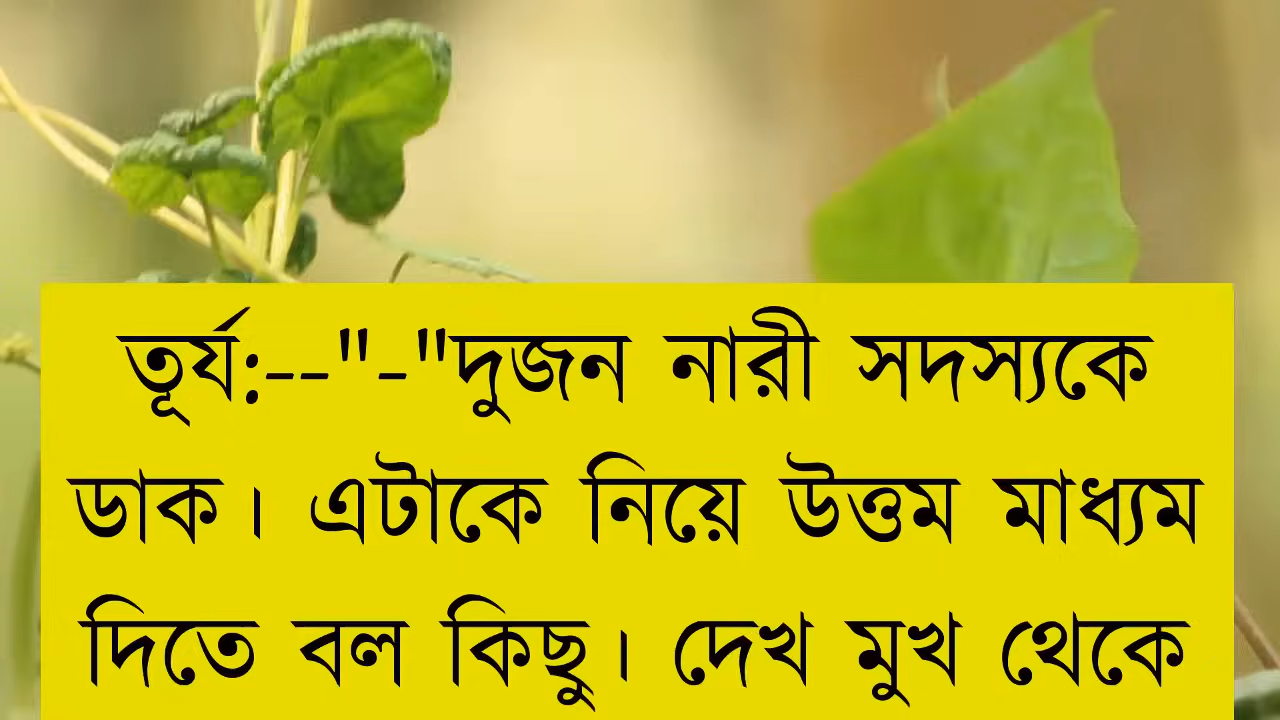 তূর্য:--"-"দুজন নারী সদস্যকে
ডাক। এটাকে নিয়ে উত্তম মাধ্যম
দিতে বল কিছু। দেখ মুখ থেকে